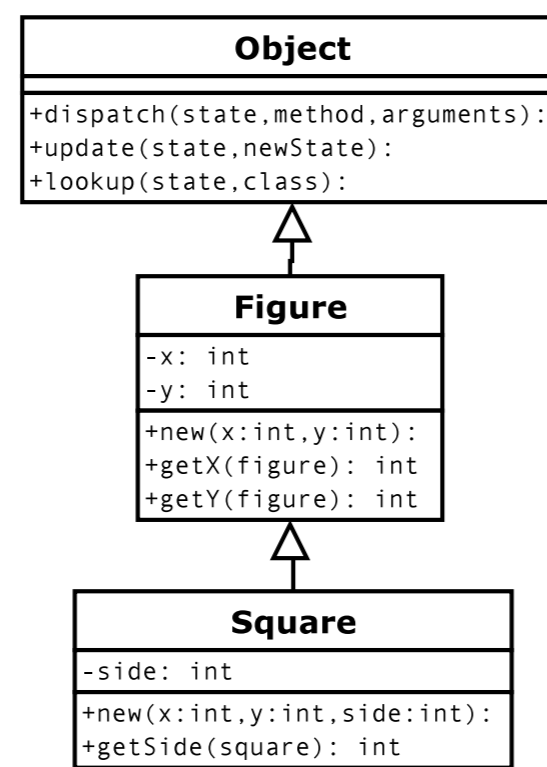 Object
+dispatch(state,method,arguments):
+update(state,newState):
+lookup(state,class):
Figure
-x: int
-y: int
+new(x:int,y:int):
+getX(figure): int
+getY(figure): int
Square
-side: int
+new(x:int,y:int,side:int):
+getSide(square): int